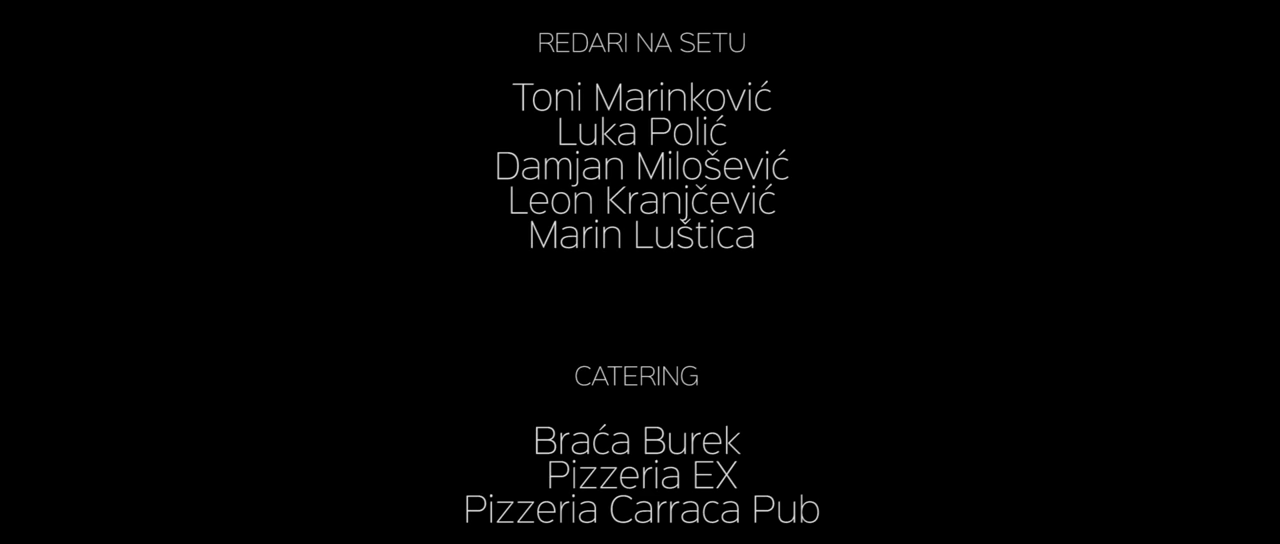 REDARI NA SETU
Toni Marinković
Luka Polić
Damjan Milošević
Leon Kranjčević
Marin Luštica
CATERING
Braća Burek
Pizzeria EX
Pizzeria Carraca Pub